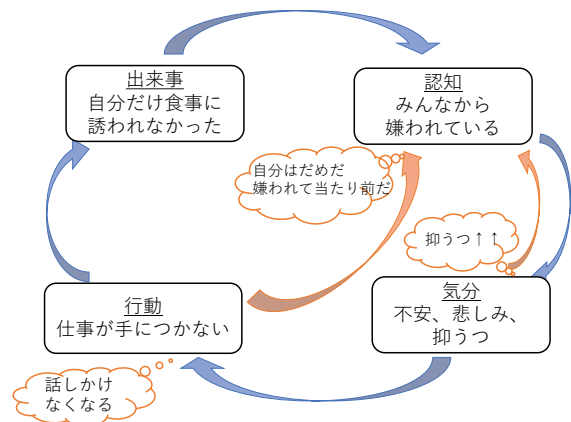 出来事
自分だけ食事に
誘われなかった
認知
みんなから
嫌われている
自分はだめだ
嫌われて当たり前だ
抑うつ↑↑
行動
仕事が手につかない
気分
不安、悲しみ、
抑うつ
話しかけ
なくなる